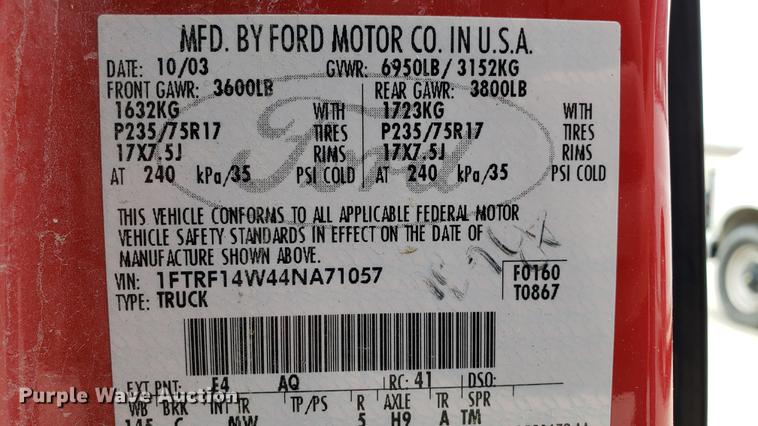 MFD. BY FORD MOTOR CO. IN U.S.A.
DATE: 10/03 GVWR: 6950LB/ 3152KG
FRONT GAWR: 3600LB REAR GAWR: 3800LB
1632KG WITH 1723KG WITH
P235/75R17 TIRES P235/75R17 TIRES
17X7.5J RIMS 17X7.5J RIMS
AT 240 kPa/35 PSI COLD AT 240 kPa/35 PSI COLD
Ford
THIS VEHICLE CONFORMS TO ALL APPLICABLE FEDERAL MOTOR
VEHICLE SAFETY STANDARDS IN EFFECT ON THE DATE OF
MANUFACTURE SHOWN ABOVE.
VIN: 1FTRF14W44NA71057 F0160
TYPE: TRUCK T0867
EXT PNT: E4 AQ RC: 41 DSO:
WB BRK INT TR TP/PS R AXLE TR SPR
145 C MW 5 H9 A TM
Purple Wave Auction